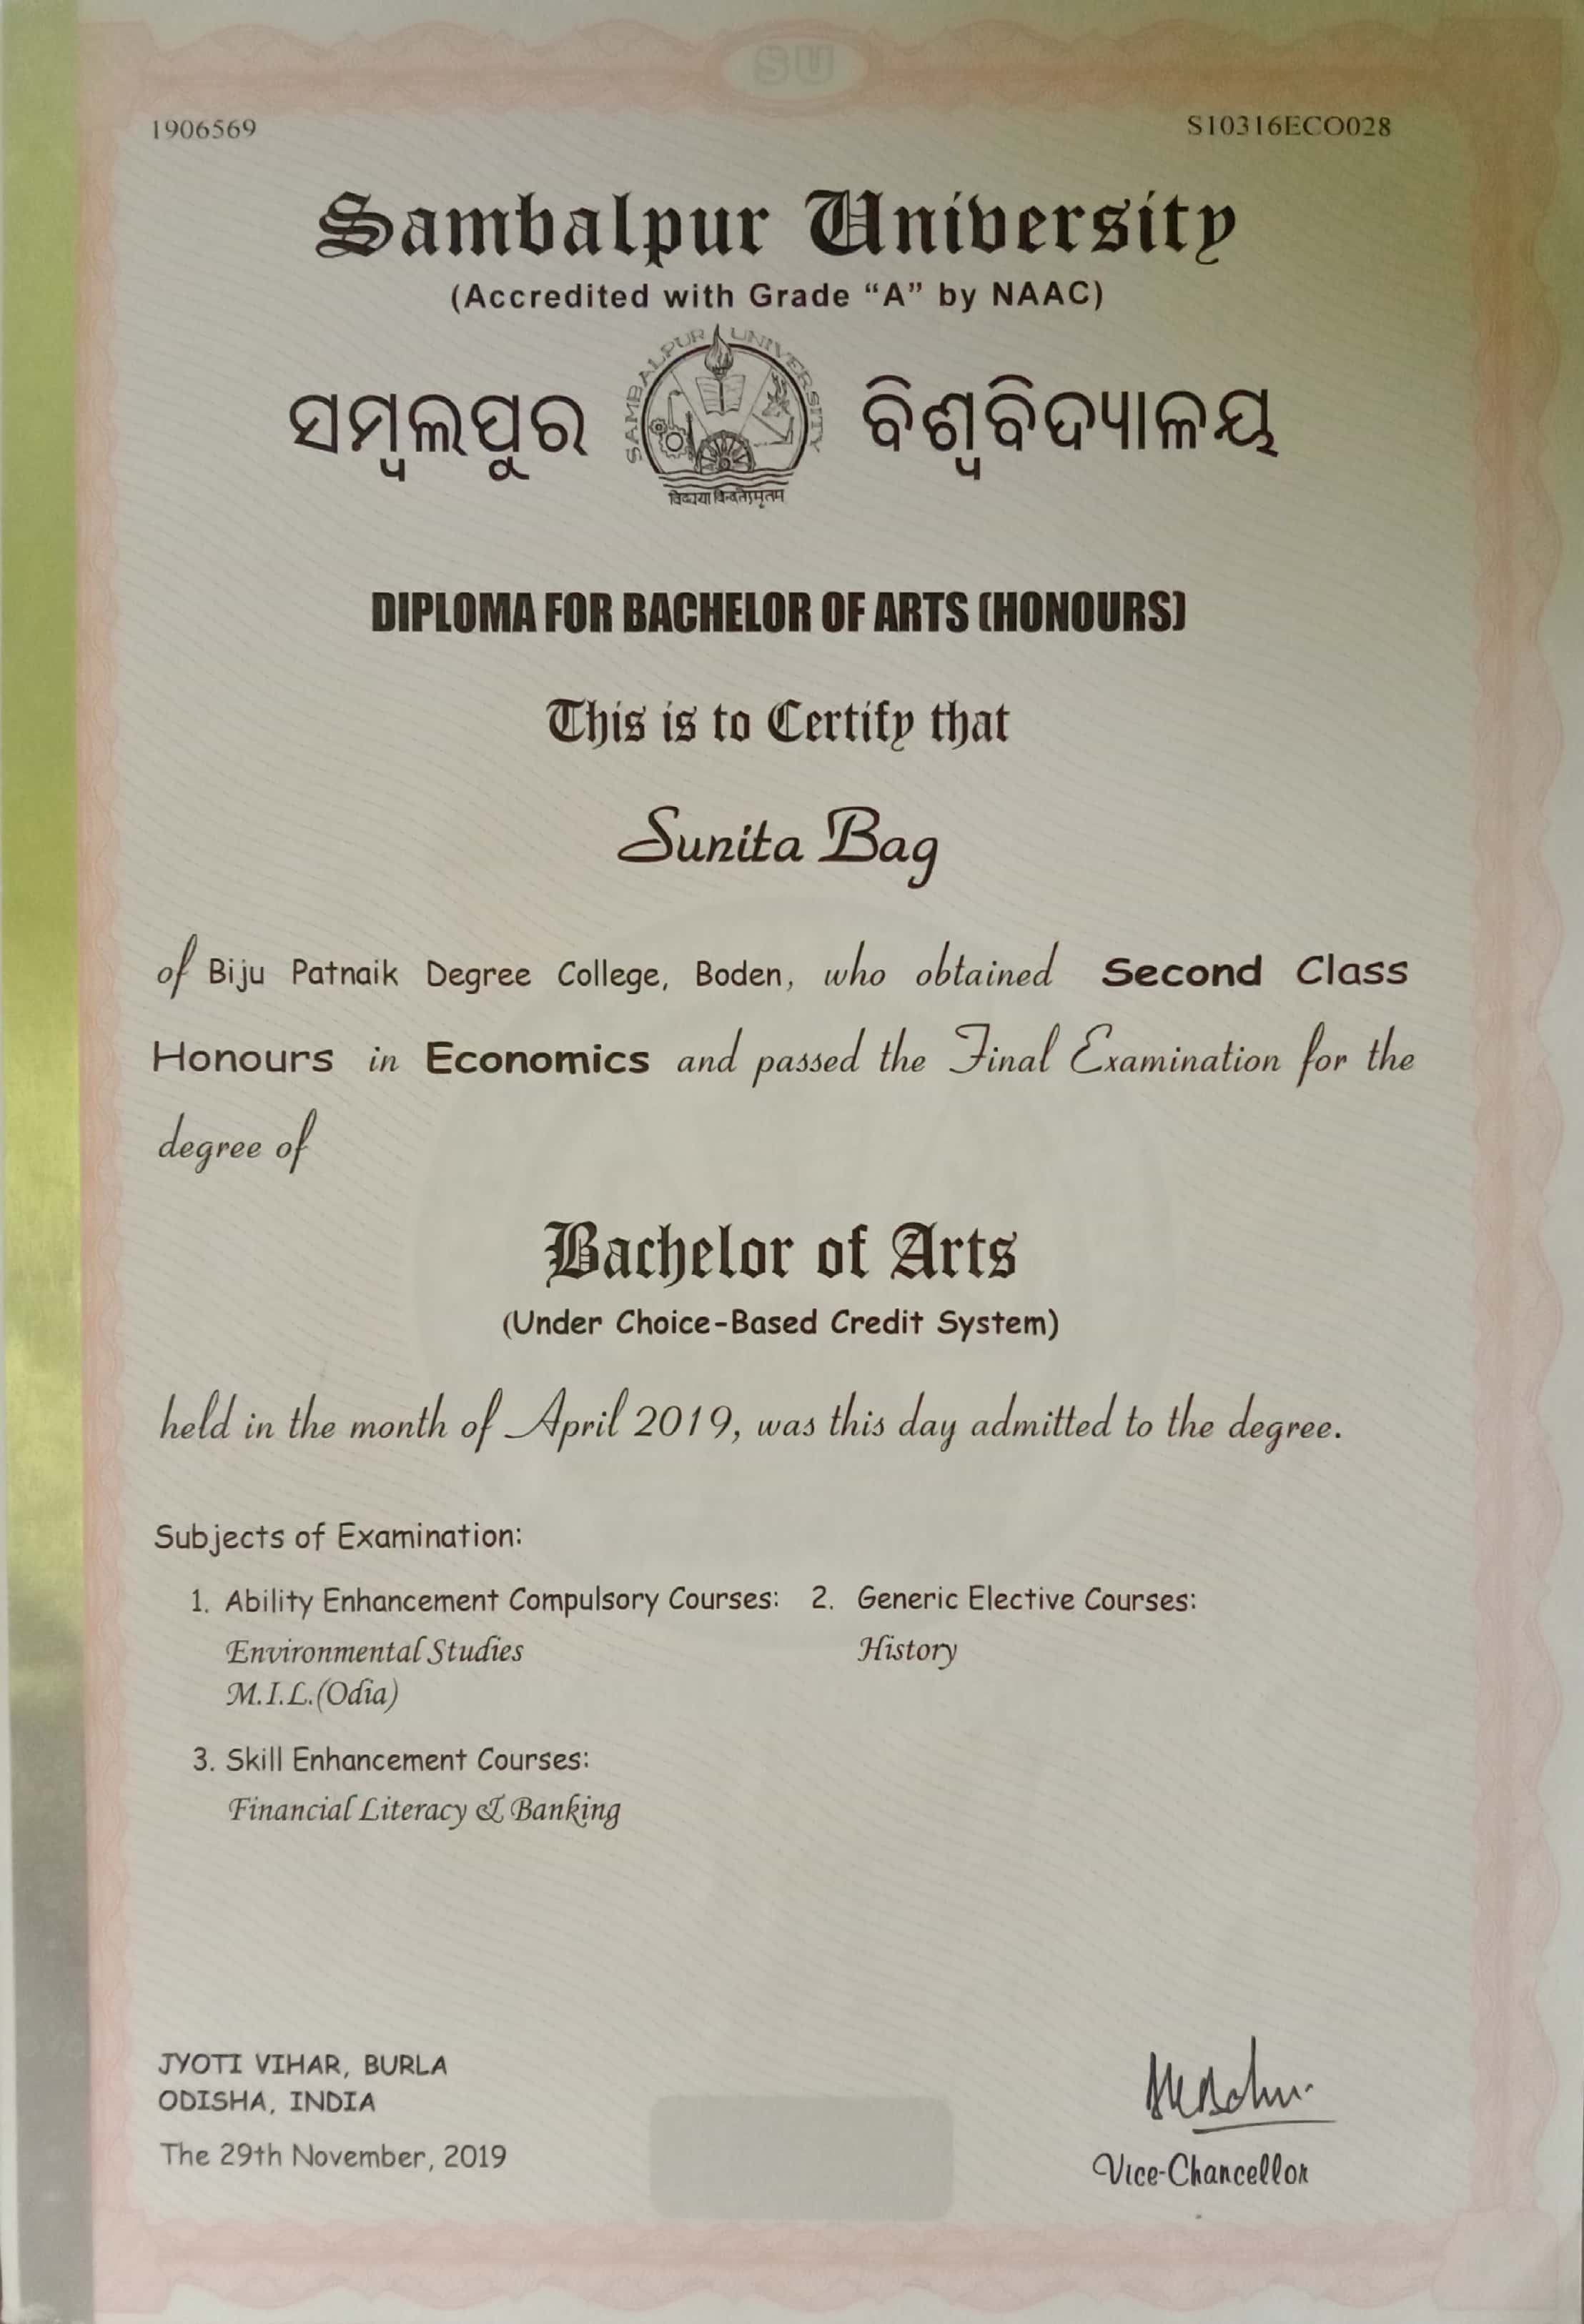 SU
1906569 S10316ECO028
Sambalpur University
(Accredited with Grade “A” by NAAC)
SAMBALPUR UNIVERSITY
ସମ୍ବଲପୁର ବିଶ୍ୱବିଦ୍ୟାଳୟ
DIPLOMA FOR BACHELOR OF ARTS (HONOURS)
This is to Certify that
Sunita Bag
of Biju Patnaik Degree College, Boden, who obtained Second Class
Honours in Economics and passed the Final Examination for the
degree of
Bachelor of Arts
(Under Choice-Based Credit System)
held in the month of April 2019, was this day admitted to the degree.
Subjects of Examination:
1. Ability Enhancement Compulsory Courses: 2. Generic Elective Courses:
Environmental Studies History
M.I.L.(Odia)
3. Skill Enhancement Courses:
Financial Literacy & Banking
JYOTI VIHAR, BURLA
ODISHA, INDIA
The 29th November, 2019
Vice-Chancellor